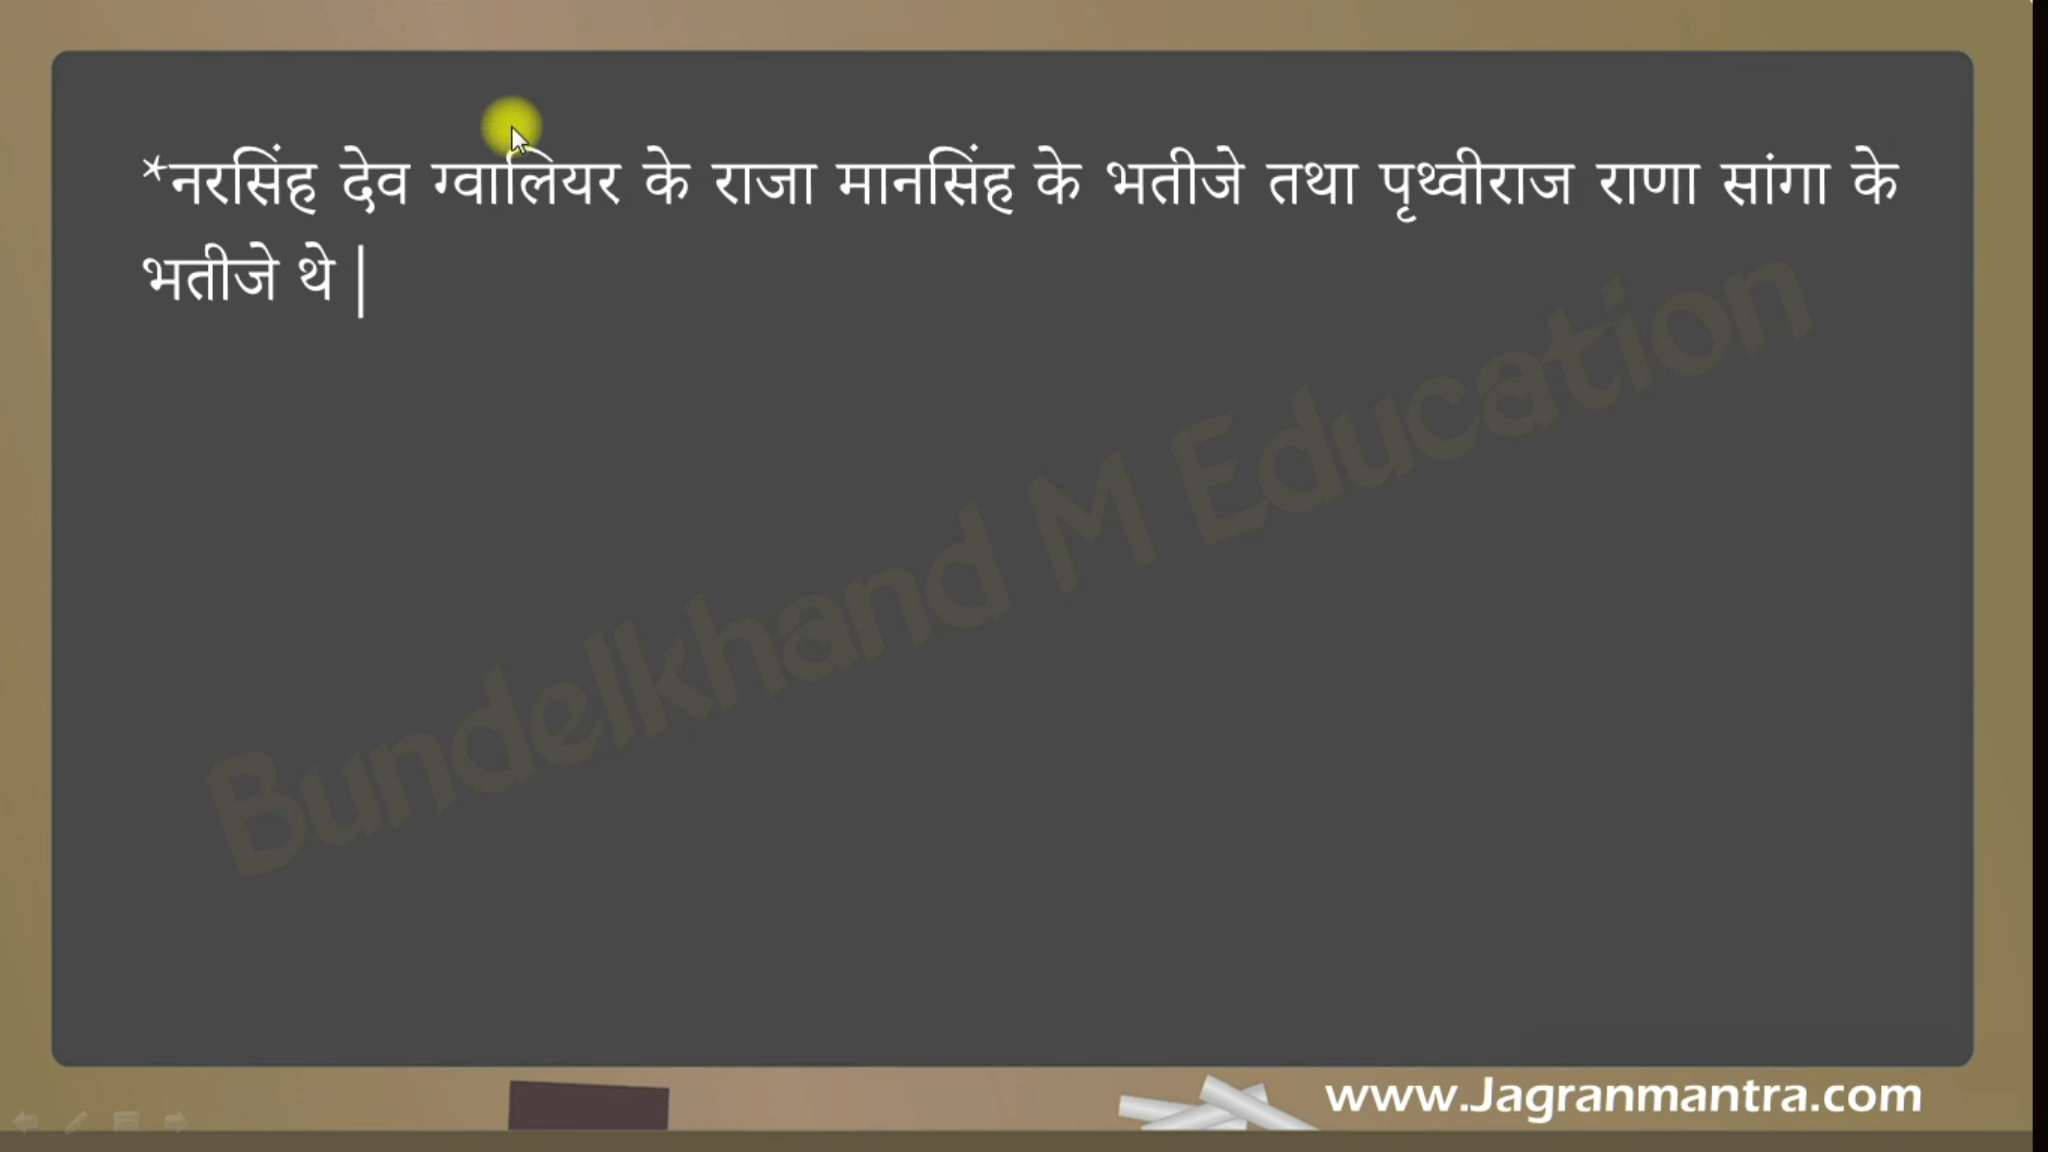 *नरसिंह देव ग्वालियर के राजा मानसिंह के भतीजे तथा पृथ्वीराज राणा सांगा के
भतीजे थे |
Bundelkhand M Education
www.Jagranmantra.com